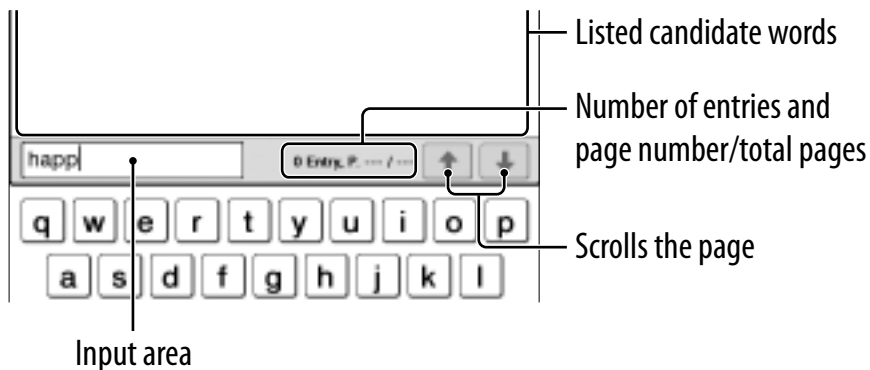 Listed candidate words
Number of entries and
page number/total pages
happ
0 Entry, P. --- / ---
q w e r t y u i o p
Scrolls the page
a s d f g h j k l
Input area